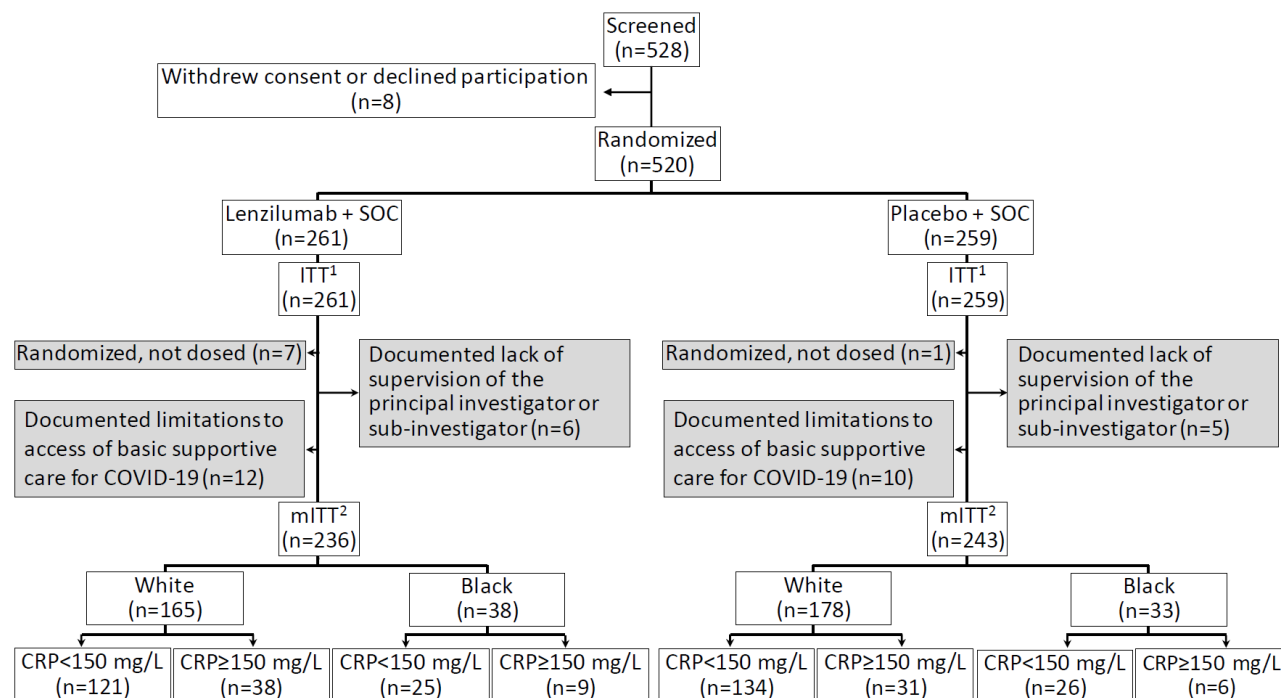 Screened
(n=528)
Withdrew consent or declined participation
(n=8)
Randomized
(n=520)
Lenzilumab + SOC
(n=261)
Placebo + SOC
(n=259)
ITT¹
(n=261)
ITT¹
(n=259)
Randomized, not dosed (n=7)
Documented lack of
supervision of the
principal investigator or
sub-investigator (n=6)
Documented limitations to
access of basic supportive
care for COVID-19 (n=12)
Randomized, not dosed (n=1)
Documented lack of
supervision of the
principal investigator or
sub-investigator (n=5)
Documented limitations to
access of basic supportive
care for COVID-19 (n=10)
mITT²
(n=236)
mITT²
(n=243)
White
(n=165)
Black
(n=38)
White
(n=178)
Black
(n=33)
CRP<150 mg/L
(n=121)
CRP≥150 mg/L
(n=38)
CRP<150 mg/L
(n=25)
CRP≥150 mg/L
(n=9)
CRP<150 mg/L
(n=134)
CRP≥150 mg/L
(n=31)
CRP<150 mg/L
(n=26)
CRP≥150 mg/L
(n=6)